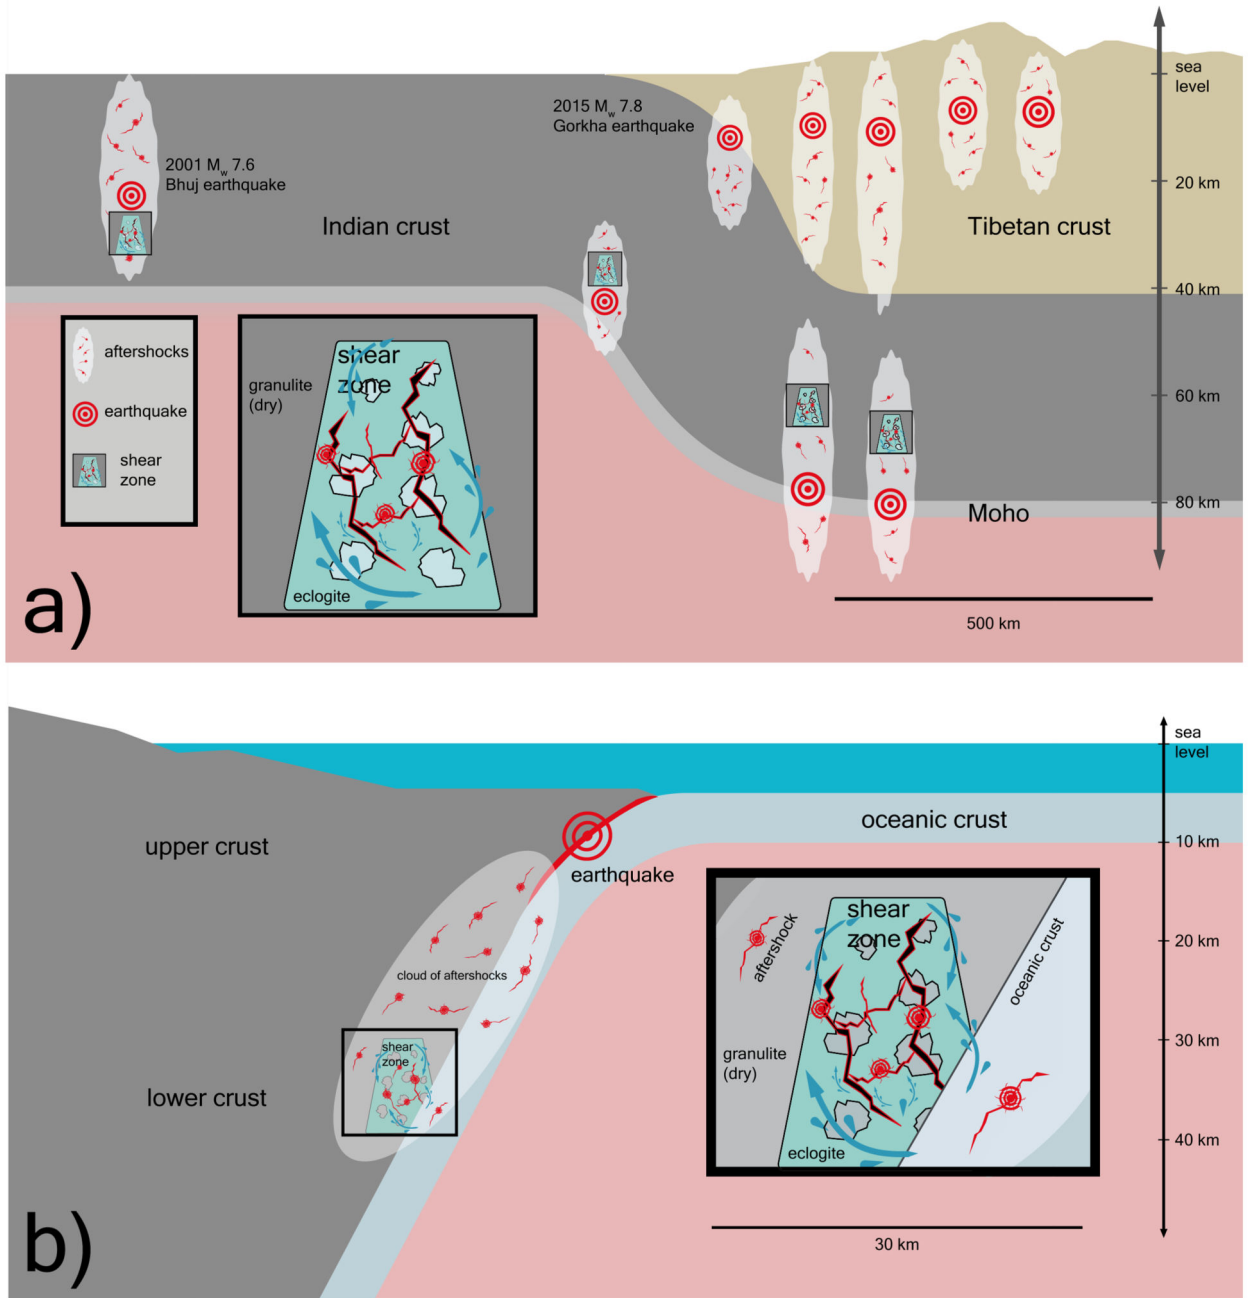 sea
level
2015 M_w 7.8
Gorkha earthquake
2001 M_w 7.6
Bhuj earthquake
20 km
Indian crust
Tibetan crust
40 km
aftershocks
earthquake
shear
zone
shear
zone
granulite
(dry)
eclogite
60 km
80 km
Moho
500 km
a)
sea
level
oceanic crust
10 km
upper crust
earthquake
20 km
cloud of aftershocks
30 km
shear
zone
lower crust
40 km
shear
zone
aftershock
oceanic crust
granulite
(dry)
eclogite
30 km
b)